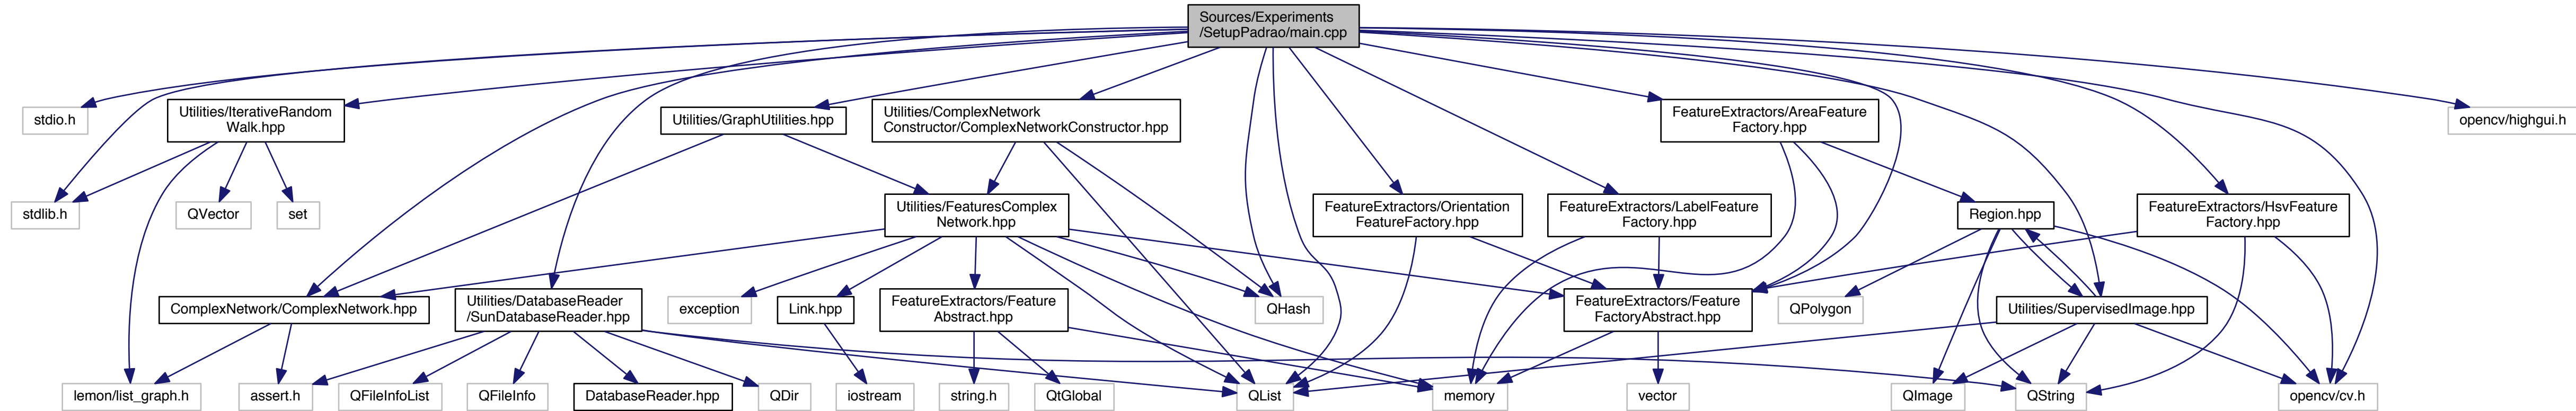 Sources/Experiments
/SetupPadrao/main.cpp
stdio.h
Utilities/IterativeRandom
Walk.hpp
Utilities/GraphUtilities.hpp
Utilities/ComplexNetwork
Constructor/ComplexNetworkConstructor.hpp
FeatureExtractors/AreaFeature
Factory.hpp
opencv/highgui.h
stdlib.h
QVector
set
Utilities/FeaturesComplex
Network.hpp
FeatureExtractors/Orientation
FeatureFactory.hpp
FeatureExtractors/LabelFeature
Factory.hpp
Region.hpp
FeatureExtractors/HsvFeature
Factory.hpp
ComplexNetwork/ComplexNetwork.hpp
Utilities/DatabaseReader
/SunDatabaseReader.hpp
exception
Link.hpp
FeatureExtractors/Feature
Abstract.hpp
QHash
FeatureExtractors/Feature
FactoryAbstract.hpp
QPolygon
Utilities/SupervisedImage.hpp
lemon/list_graph.h
assert.h
QFileInfoList
QFileInfo
DatabaseReader.hpp
QDir
iostream
string.h
QtGlobal
QList
memory
vector
QImage
QString
opencv/cv.h